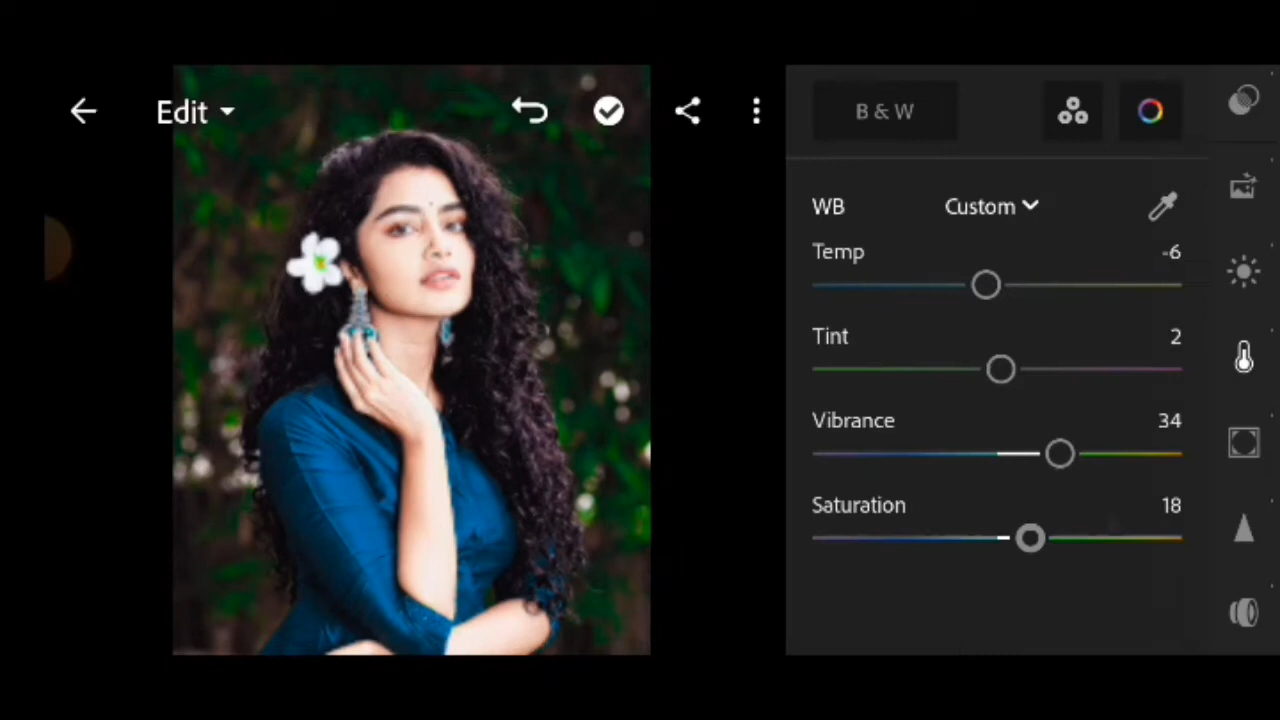 Edit
B & W
WB Custom
Temp -6
Tint 2
Vibrance 34
Saturation 18